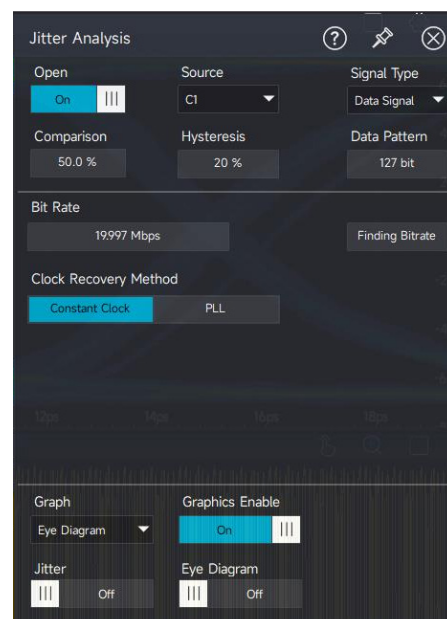 Jitter Analysis
?
Open Source Signal Type
On C1 Data Signal
Comparison Hysteresis Data Pattern
50.0 % 20 % 127 bit
Bit Rate
19.997 Mbps Finding Bitrate
Clock Recovery Method
Constant Clock PLL
12ps 14ps 16ps 18ps
Graph Graphics Enable
Eye Diagram On
Jitter Eye Diagram
Off Off